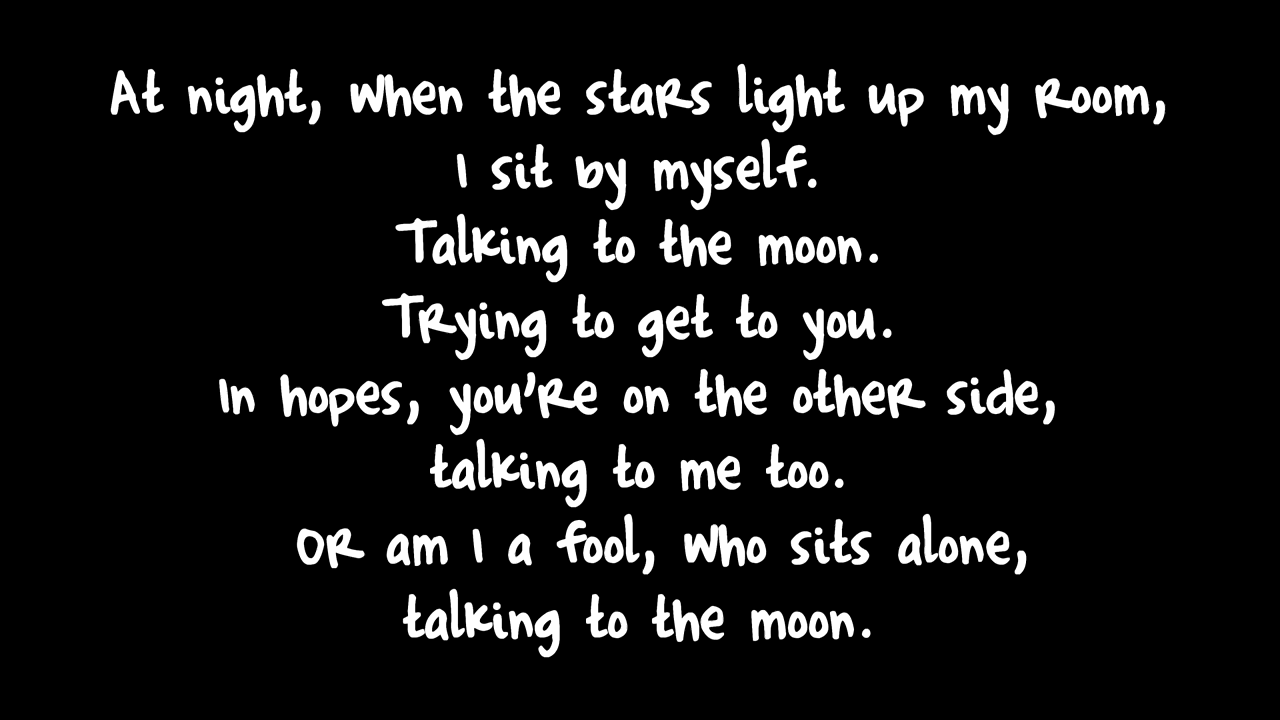 At night, when the stars light up my room,
I sit by myself.
Talking to the moon.
Trying to get to you.
In hopes, you're on the other side,
talking to me too.
Or am I a fool, who sits alone,
talking to the moon.